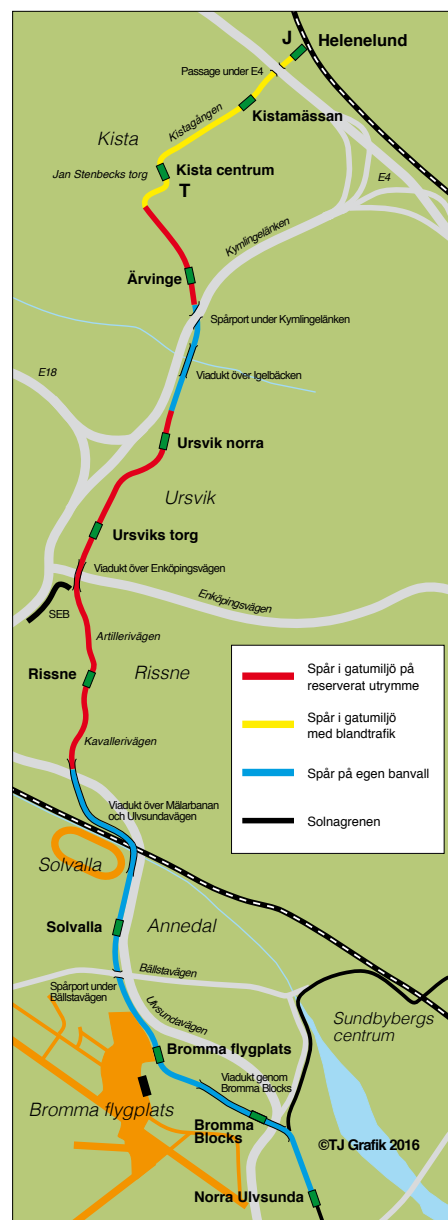 J
Helenelund
Passage under E4
Kistagången
Kistamässan
Kista
Jan Stenbecks torg
Kista centrum
T
E4
Kymlingelänken
Ärvinge
Spårport under Kymlingelänken
Viadukt över Igelbäcken
E18
Ursvik norra
Ursvik
Ursviks torg
Viadukt över Enköpingsvägen
Enköpingsvägen
SEB
Artillerivägen
Rissne
Rissne
Kavallerivägen
Spår i gatumiljö på
reserverat utrymme
Spår i gatumiljö
med blandtrafik
Spår på egen banvall
Solnagrenen
Viadukt över Mälarbanan
och Ulvsundavägen
Solvalla
Solvalla
Annedal
Bällstavägen
Spårport under
Bällstavägen
Ulvsundavägen
Sundbybergs
centrum
Bromma flygplats
Viadukt genom
Bromma Blocks
Bromma flygplats
Bromma
Blocks
©TJ Grafik 2016
Norra Ulvsunda